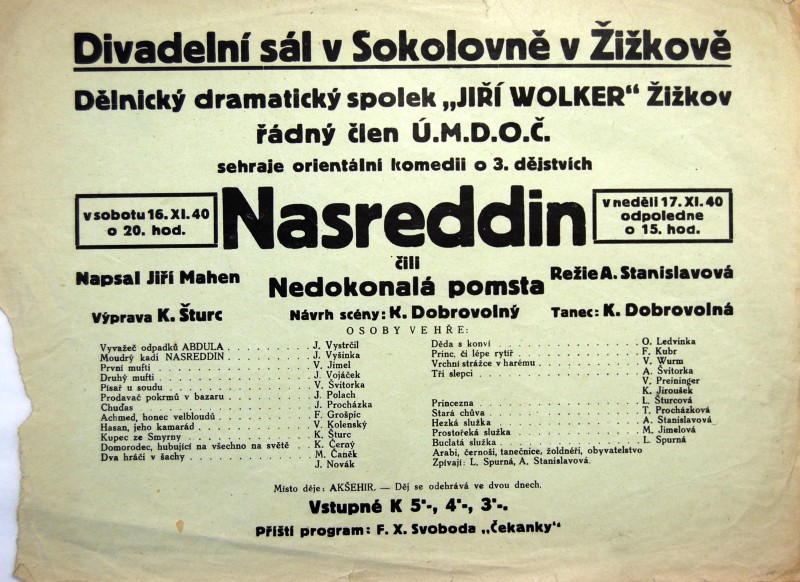 Divadelní sál v Sokolovně v Žižkově
Dělnický dramatický spolek „JIŘÍ WOLKER“ Žižkov
řádný člen Ú.M.D.O.Č.
sehraje orientální komedii o 3. dějstvích
v sobotu 16. XI. 40
o 20. hod.
Nasreddin
v neděli 17. XI. 40
odpoledne
o 15. hod.
čili
Nedokonalá pomsta
Napsal Jiří Mahen
Režie A. Stanislavová
Výprava K. Šturc
Návrh scény: K. Dobrovolný
Tanec: K. Dobrovolná
OSOBY VE HŘE:
Vyvažeč odpadků ABDULA . . . . . . . . J. Vystrčil
Moudrý kadí NASREDDIN . . . . . . . . J. Vyšinka
První mufti . . . . . . . . V. Jímel
Druhý mufti . . . . . . . . J. Vojáček
Písař u soudu . . . . . . . . V. Švitorka
Prodavač pokrmů v bazaru . . . . . . . . J. Polach
Chuďas . . . . . . . . J. Procházka
Achmed, honec velbloudů . . . . . . . . F. Grošpic
Hasan, jeho kamarád . . . . . . . . V. Kolenský
Kupec ze Smyrny . . . . . . . . K. Šturc
Domorodec, hubující na všechno na světě . . K. Černý
Dva hráči v šachy . . . . . . . . M. Čaněk
J. Novák
Děda s konví . . . . . . . . O. Ledvinka
Princ, či lépe rytíř . . . . . . . . F. Kubr
Vrchní strážce v harému . . . . . . . . V. Wurm
Tři slepci . . . . . . . . A. Švitorka
V. Preininger
K. Jiroušek
Princezna . . . . . . . . L. Šturcová
Stará chůva . . . . . . . . T. Procházková
Hezká služka . . . . . . . . A. Stanislavová
Prostořeká služka . . . . . . . . M. Jimelová
Buclatá služka . . . . . . . . L. Spurná
Arabi, černoši, tanečnice, žoldnéři, obyvatelstvo
Zpívají: L. Spurná, A. Stanislavová.
Místo děje: AKŠEHIR. — Děj se odehrává ve dvou dnech.
Vstupné K 5'-, 4'-, 3'-.
Příští program: F. X. Svoboda „Čekanky“